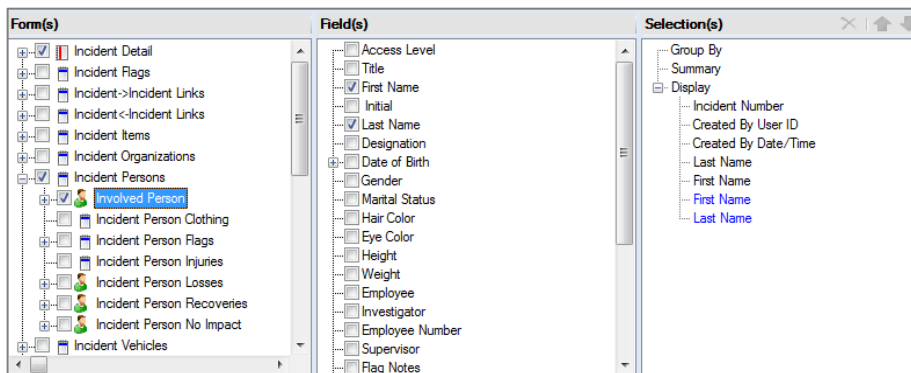 Form(s)
Incident Detail
Incident Flags
Incident->Incident Links
Incident<-Incident Links
Incident Items
Incident Organizations
Incident Persons
Involved Person
Incident Person Clothing
Incident Person Flags
Incident Person Injuries
Incident Person Losses
Incident Person Recoveries
Incident Person No Impact
Incident Vehicles
Field(s)
Access Level
Title
First Name
Initial
Last Name
Designation
Date of Birth
Gender
Marital Status
Hair Color
Eye Color
Height
Weight
Employee
Investigator
Employee Number
Supervisor
Flag Notes
Selection(s)
Group By
Summary
Display
Incident Number
Created By User ID
Created By Date/Time
Last Name
First Name
First Name
Last Name